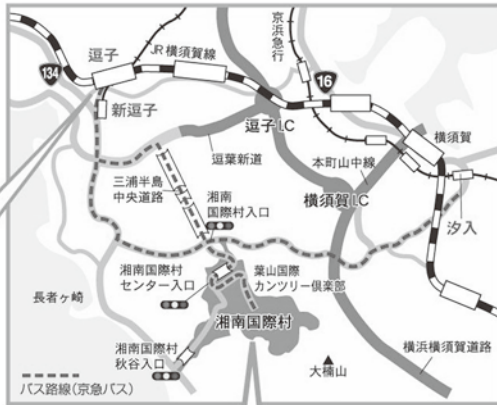 134
逗子
JR横須賀線
京浜急行
16
新逗子
逗子I.C
横須賀
逗葉新道
本町山中線
三浦半島
中央道路
湘南
国際村入口
横須賀I.C
汐入
湘南国際村
センター入口
葉山国際
カンツリー倶楽部
長者ヶ崎
湘南国際村
湘南国際村
秋谷入口
大楠山
横浜横須賀道路
バス路線(京急バス)